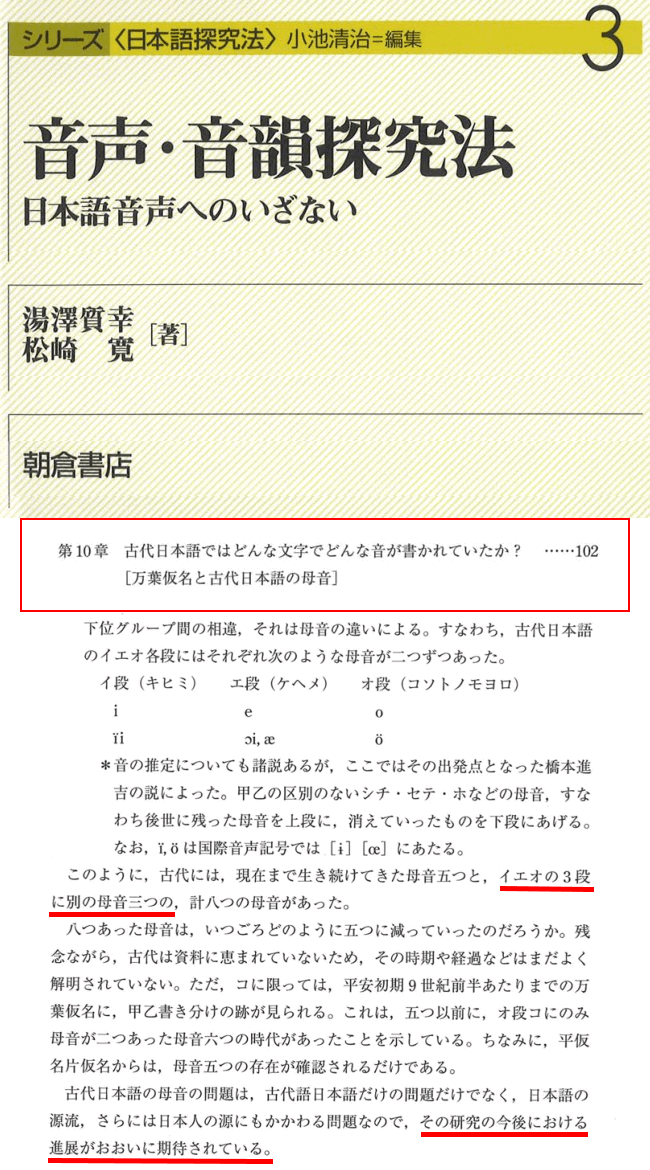 シリーズ〈日本語探究法〉小池清治=編集
3
音声・音韻探究法
日本語音声へのいざない
湯澤質幸
松崎　寛
[著]
朝倉書店
第10章　古代日本語ではどんな文字でどんな音が書かれていたか？　……102
［万葉仮名と古代日本語の母音］
下位グループ間の相違，それは母音の違いによる。すなわち，古代日本語
のイエオ各段にはそれぞれ次のような母音が二つずつあった。
イ段（キヒミ）　エ段（ケヘメ）　オ段（コソトノモヨロ）
i　e　o
ïi　ɔi, æ　ö
＊音の推定についても諸説あるが，ここではその出発点となった橋本進
吉の説によった。甲乙の区別のないシチ・セテ・ホなどの母音，すな
わち後世に残った母音を上段に，消えていったものを下段にあげる。
なお，ï, öは国際音声記号では［ɨ］［œ］にあたる。
このように，古代には，現在まで生き続けてきた母音五つと，イエオの3段
に別の母音三つの，計八つの母音があった。
八つあった母音は，いつごろどのように五つに減っていったのだろうか。残
念ながら，古代は資料に恵まれていないため，その時期や経過などはまだよく
解明されていない。ただ，コに限っては，平安初期9世紀前半あたりまでの万
葉仮名に，甲乙書き分けの跡が見られる。これは，五つ以前に，オ段コにのみ
母音が二つあった母音六つの時代があったことを示している。ちなみに，平仮
名片仮名からは，母音五つの存在が確認されるだけである。
古代日本語の母音の問題は，古代語日本語だけの問題だけでなく，日本語の
源流，さらには日本人の源にもかかわる問題なので，その研究の今後における
進展がおおいに期待されている。